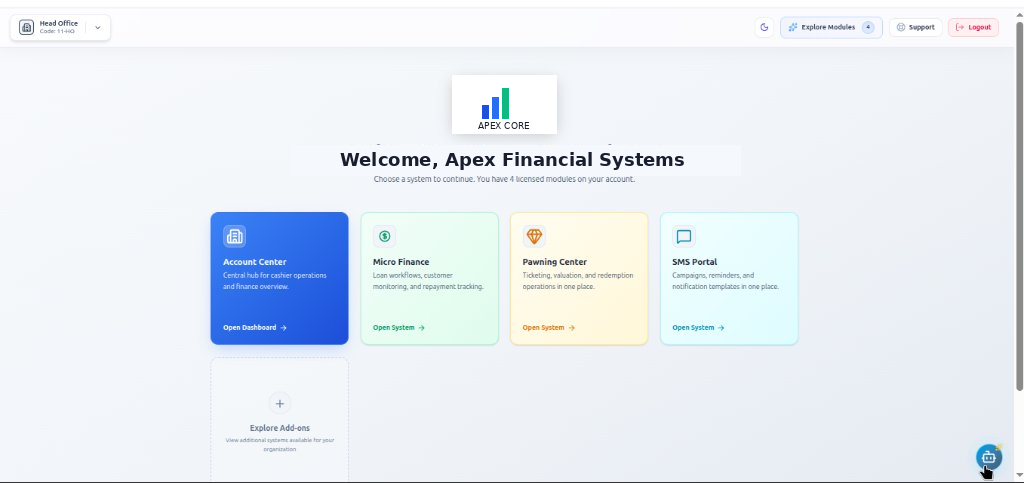 Head Office
Code: 11-HQ
Explore Modules 4
Support
Logout
APEX CORE
Welcome, Apex Financial Systems
Choose a system to continue. You have 4 licensed modules on your account.
Account Center
Central hub for cashier operations
and finance overview.
Open Dashboard →
Micro Finance
Loan workflows, customer
monitoring, and repayment tracking.
Open System →
Pawning Center
Ticketing, valuation, and redemption
operations in one place.
Open System →
SMS Portal
Campaigns, reminders, and
notification templates in one place.
Open System →
Explore Add-ons
View additional systems available for your
organization